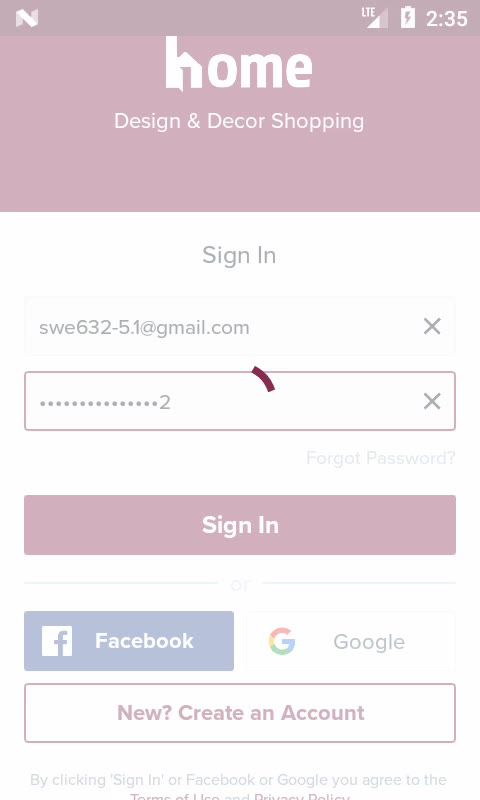 LTE 2:35
home
Design & Decor Shopping
Sign In
swe632-5.1@gmail.com
•••••••••••••••2
Forgot Password?
Sign In
or
Facebook
Google
New? Create an Account
By clicking 'Sign In' or Facebook or Google you agree to the
Terms of Use and Privacy Policy